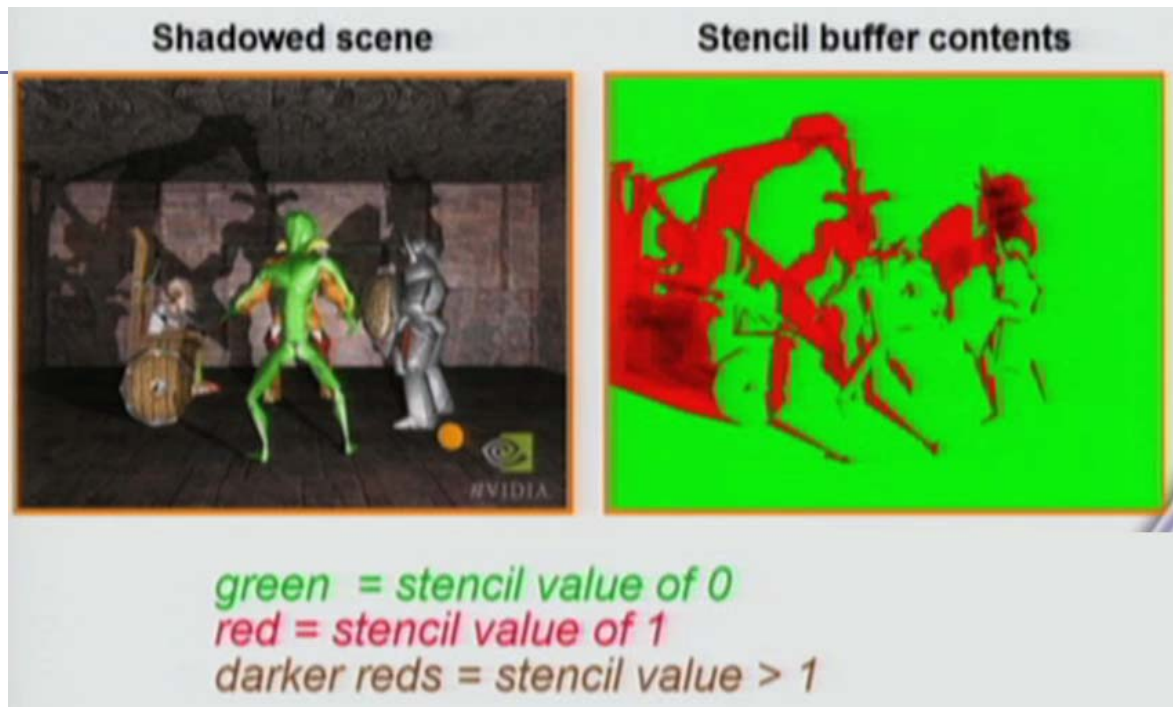 Shadowed scene
Stencil buffer contents
nVIDIA
green = stencil value of 0
red = stencil value of 1
darker reds = stencil value > 1